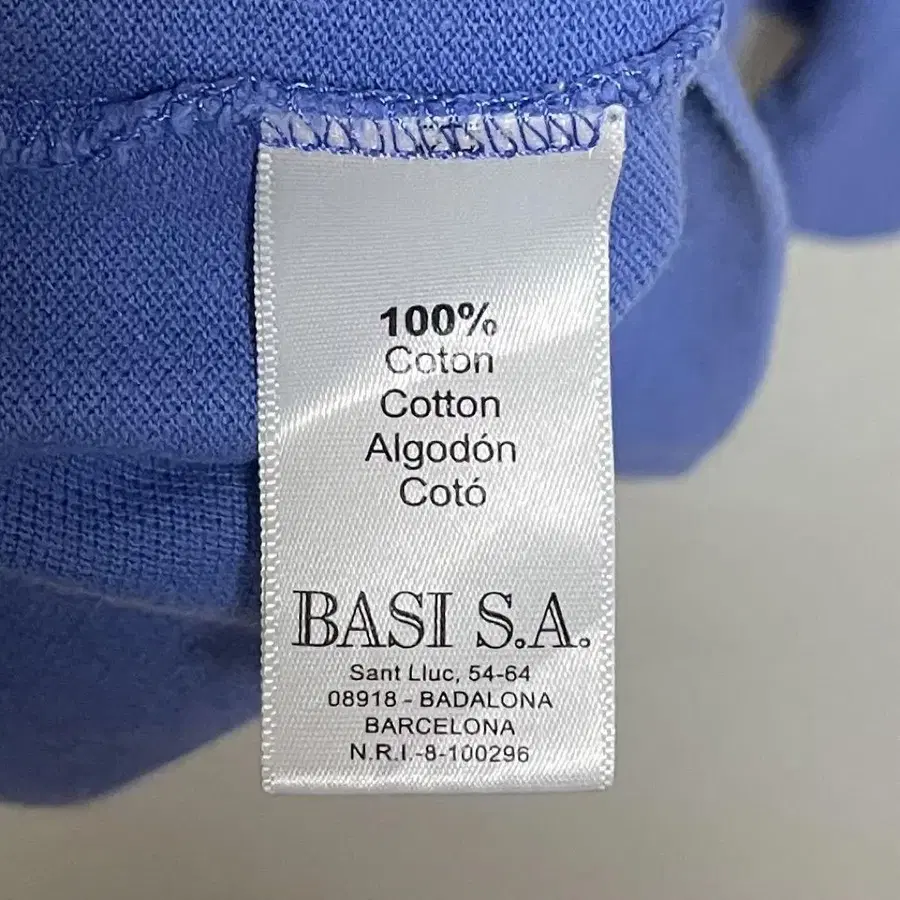 100%
Coton
Cotton
Algodón
Cotó
BASI S.A.
Sant Lluc, 54-64
08918 - BADALONA
BARCELONA
N.R.I.-8-100296